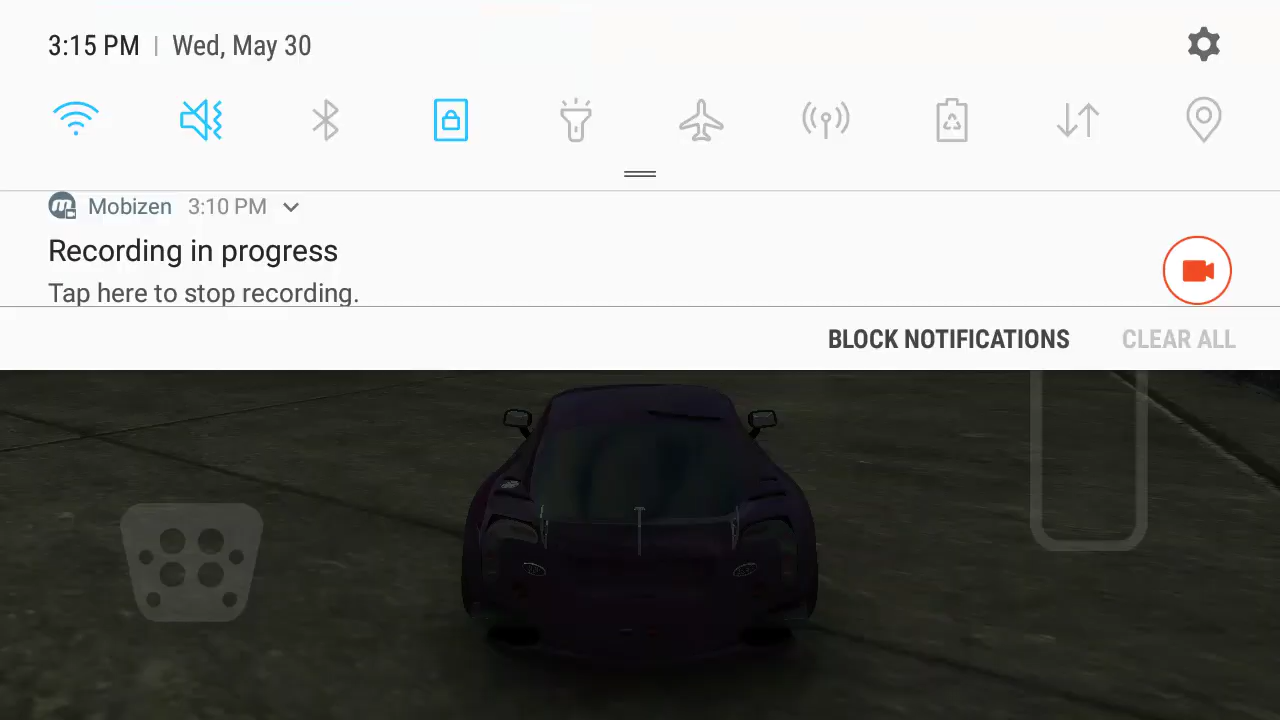 3:15 PM | Wed, May 30
Mobizen 3:10 PM
Recording in progress
Tap here to stop recording.
BLOCK NOTIFICATIONS CLEAR ALL